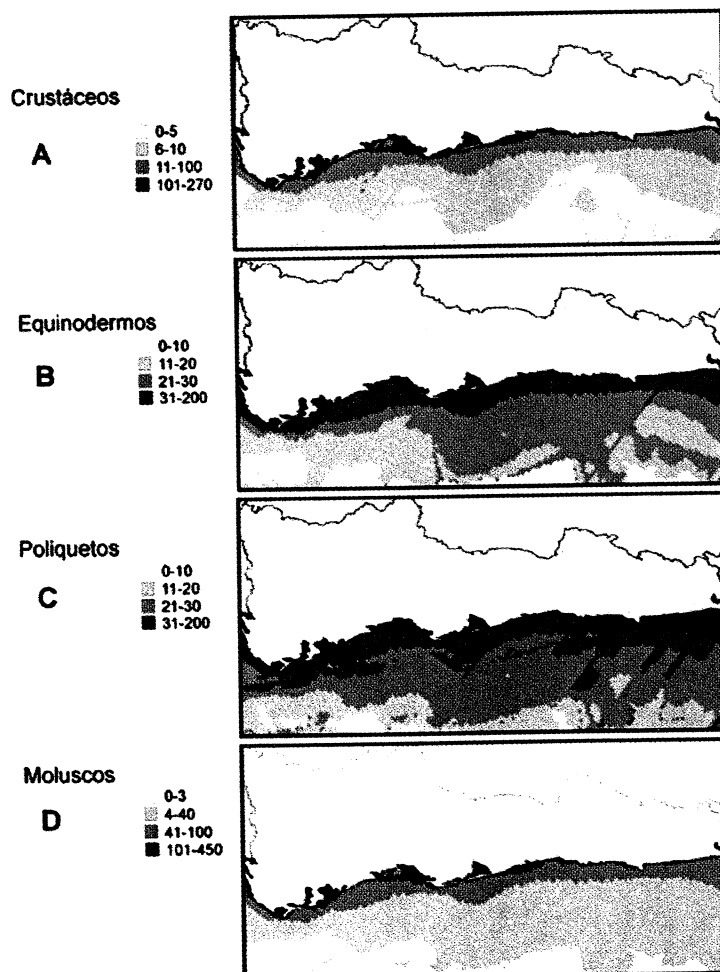 Crustáceos
A
0-5
6-10
11-100
101-270
Equinodermos
B
0-10
11-20
21-30
31-200
Poliquetos
C
0-10
11-20
21-30
31-200
Moluscos
D
0-3
4-40
41-100
101-450